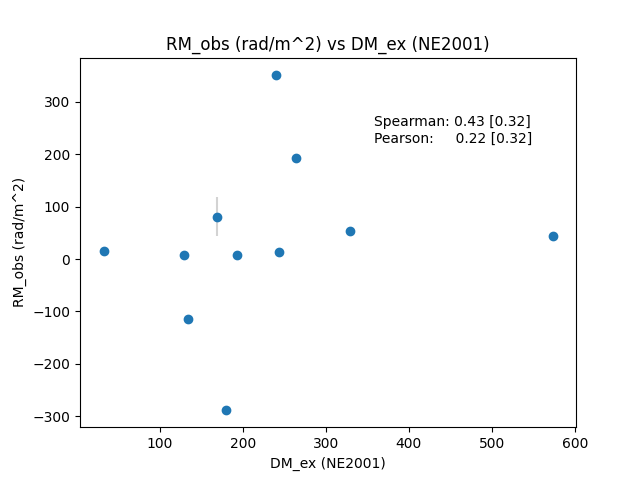 RM_obs (rad/m^2) vs DM_ex (NE2001)
Spearman: 0.43 [0.32]
Pearson: 0.22 [0.32]
RM_obs (rad/m^2)
300
200
100
0
−100
−200
−300
100 200 300 400 500 600
DM_ex (NE2001)